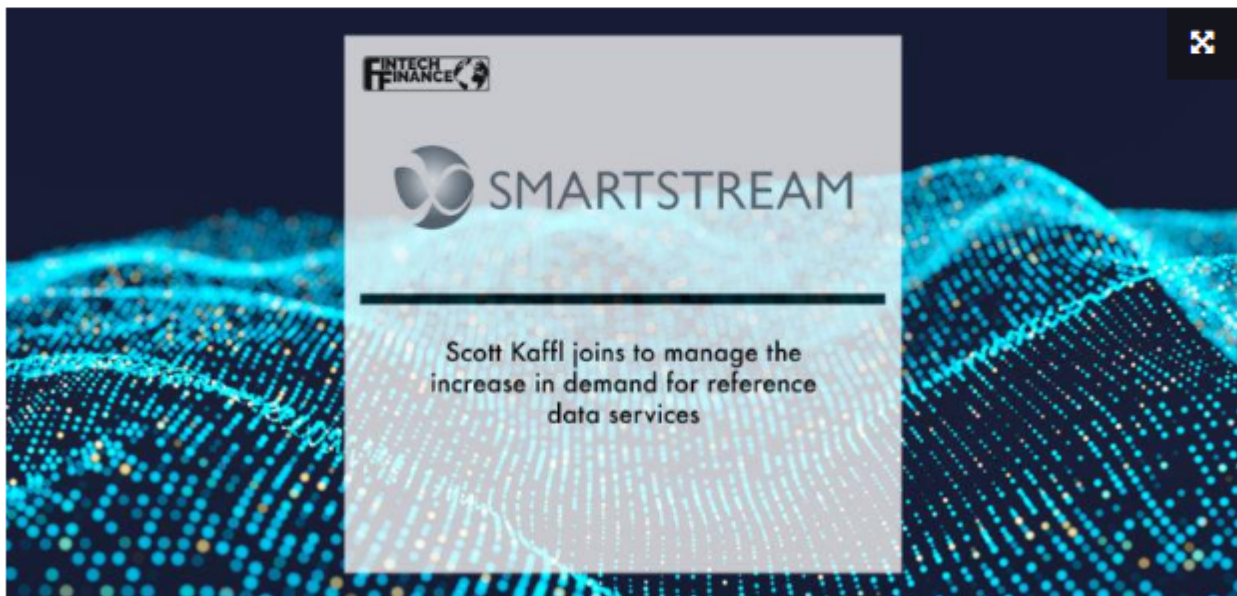 FINTECH
FINANCE
SMARTSTREAM
Scott Kaffl joins to manage the
increase in demand for reference
data services